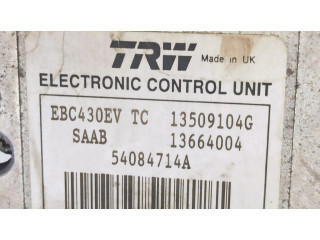 TRW Made in UK
ELECTRONIC CONTROL UNIT
EBC430EV TC 13509104G
SAAB 13664004
54084714A